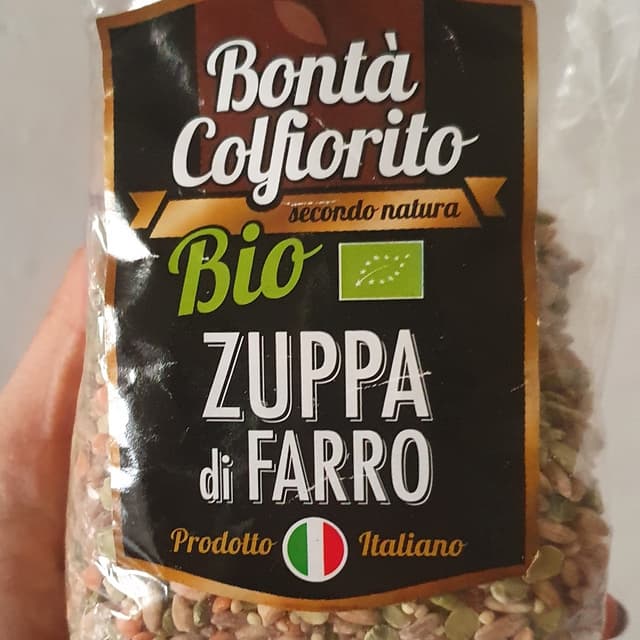 Bontà
Colfiorito
secondo natura
Bio
ZUPPA
di FARRO
Prodotto Italiano